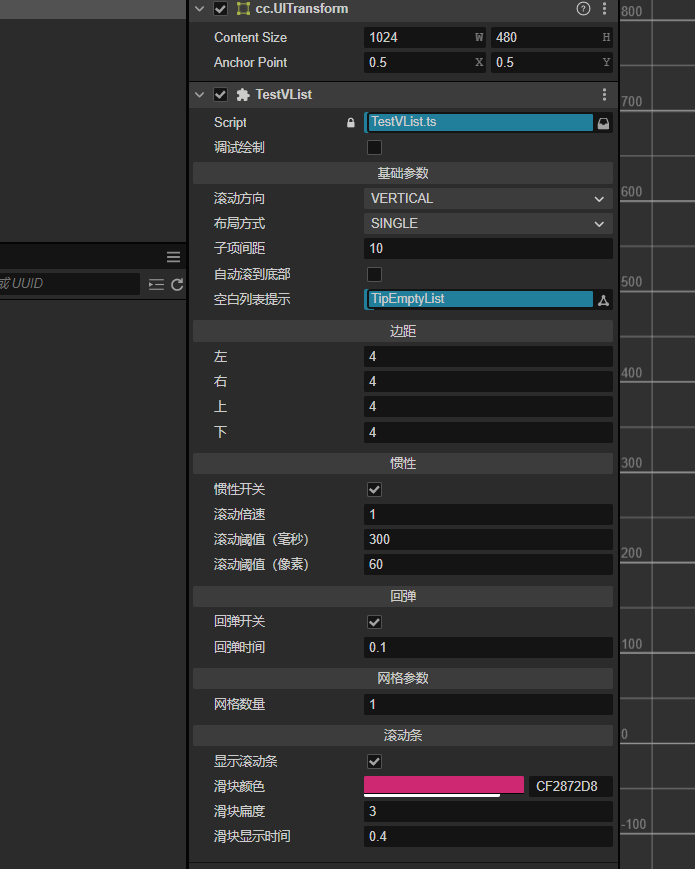 cc.UITransform
Content Size 1024 W 480 H
Anchor Point 0.5 X 0.5 Y
TestVList
Script TestVList.ts
调试绘制
基础参数
滚动方向 VERTICAL
布局方式 SINGLE
子项间距 10
自动滚到底部
或 UUID
空白列表提示 TipEmptyList
边距
左 4
右 4
上 4
下 4
惯性
惯性开关
滚动倍速 1
滚动阈值（毫秒） 300
滚动阈值（像素） 60
回弹
回弹开关
回弹时间 0.1
网格参数
网格数量 1
滚动条
显示滚动条
滑块颜色 CF2872D8
滑块扁度 3
滑块显示时间 0.4
800
700
600
500
400
300
200
100
0
-100